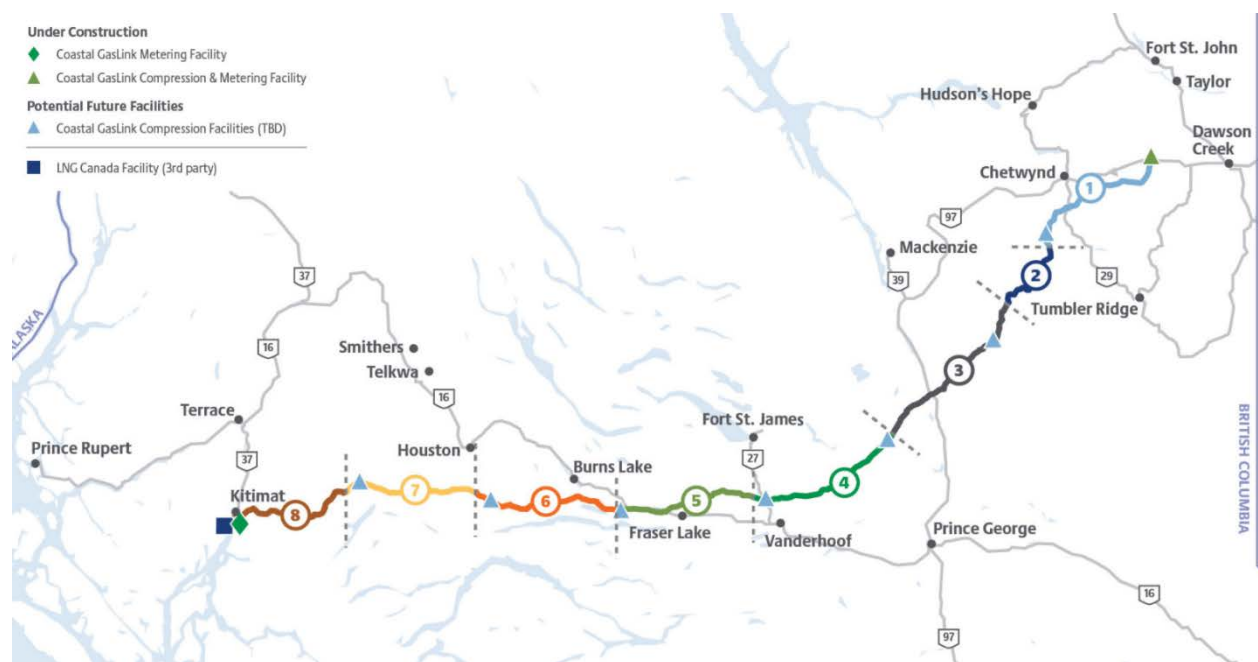 Under Construction
Coastal GasLink Metering Facility
Coastal GasLink Compression & Metering Facility
Potential Future Facilities
Coastal GasLink Compression Facilities (TBD)
LNG Canada Facility (3rd party)
Fort St. John
Taylor
Hudson's Hope
Dawson
Creek
Chetwynd
1
97
Mackenzie
39
2
29
Tumbler Ridge
37
ALASKA
16
Smithers
Telkwa
16
3
Terrace
Fort St. James
BRITISH COLUMBIA
Prince Rupert
37
Houston
27
Burns Lake
4
Kitimat
7
6
5
8
Fraser Lake
Vanderhoof
Prince George
16
97